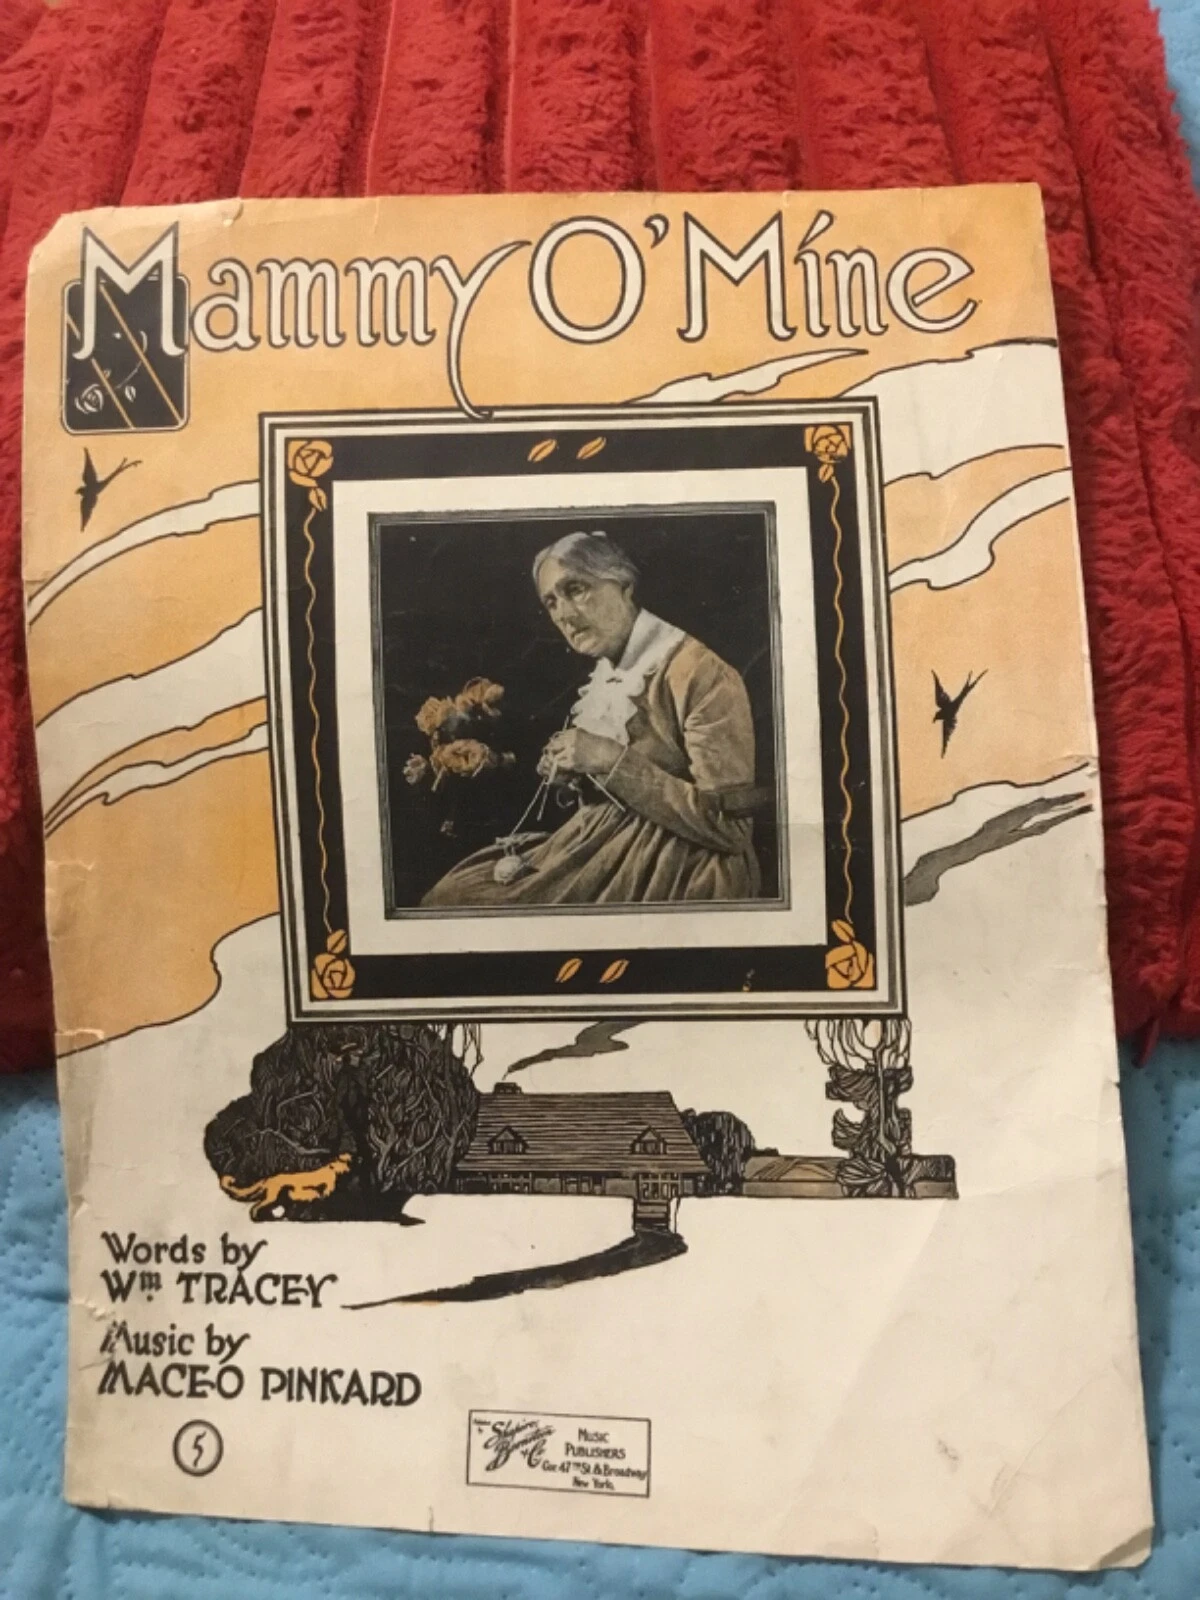 Mammy O' Mine
Words by
Wm. TRACEY
Music by
MACEO PINKARD
5
Shapiro,
Bernstein
& Co
Music
Publishers
Cor. 47TH St. & Broadway
New York.